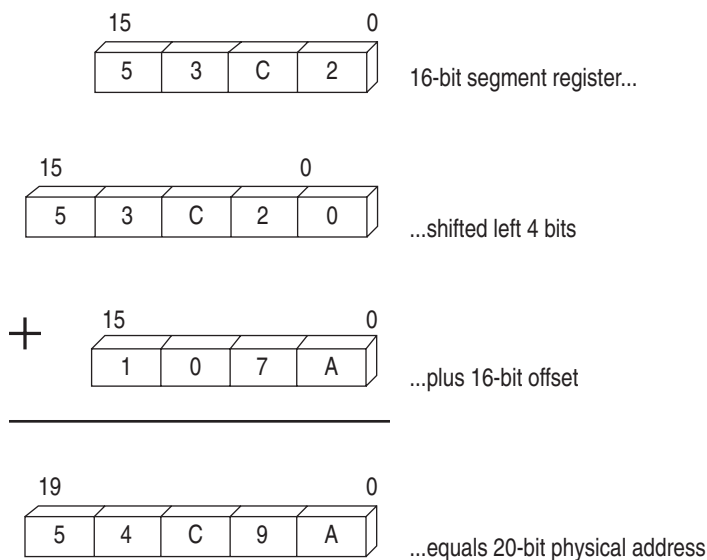 15 0
5 3 C 2 16-bit segment register...
15 0
5 3 C 2 0 ...shifted left 4 bits
+ 15 0
1 0 7 A ...plus 16-bit offset
19 0
5 4 C 9 A ...equals 20-bit physical address